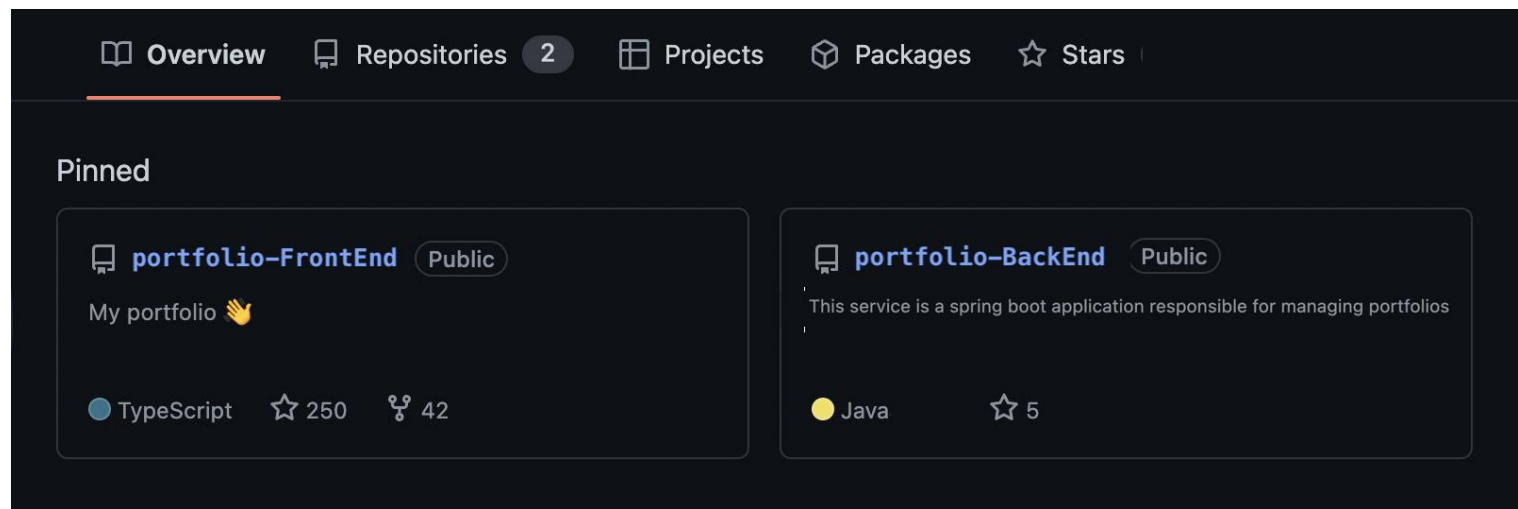 Overview Repositories 2 Projects Packages Stars
Pinned
portfolio-FrontEnd Public
My portfolio 👋
TypeScript 250 42
portfolio-BackEnd Public
This service is a spring boot application responsible for managing portfolios
Java 5